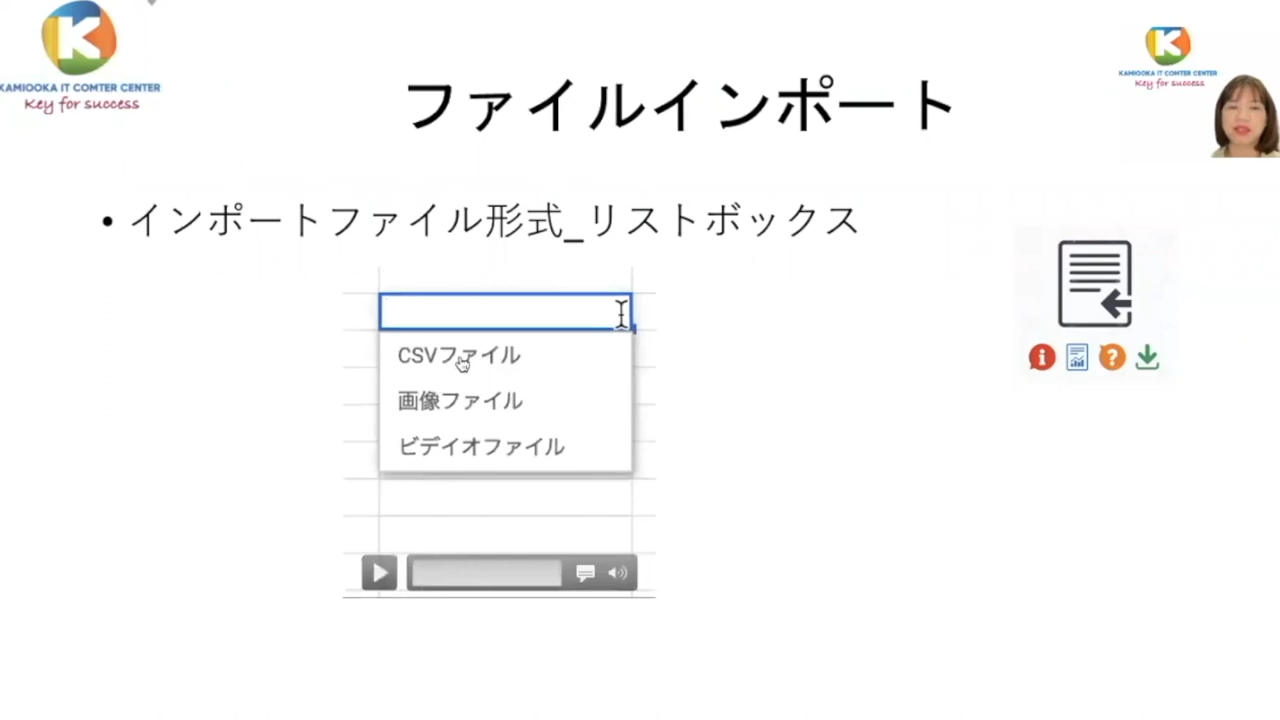 KAMIOOKA IT COMTER CENTER
Key for success
KAMIOOKA IT COMTER CENTER
Key for success
ファイルインポート
• インポートファイル形式_リストボックス
CSVファイル
画像ファイル
ビデイオファイル